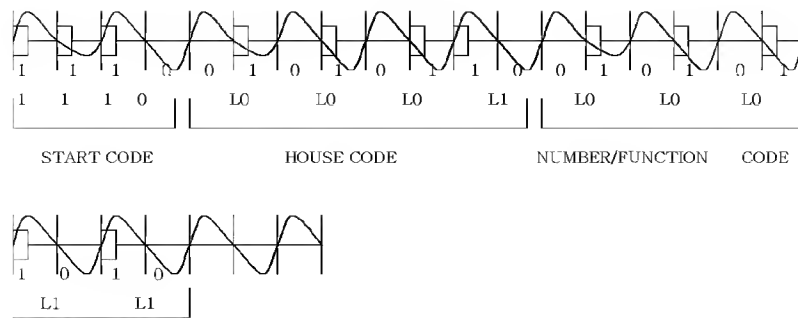 1 1 1 0 0 1 0 1 0 1 1 0 0 1 0 1 0 1
1 1 1 0 L0 L0 L0 L1 L0 L0 L0
START CODE HOUSE CODE NUMBER/FUNCTION CODE
1 0 1 0
L1 L1